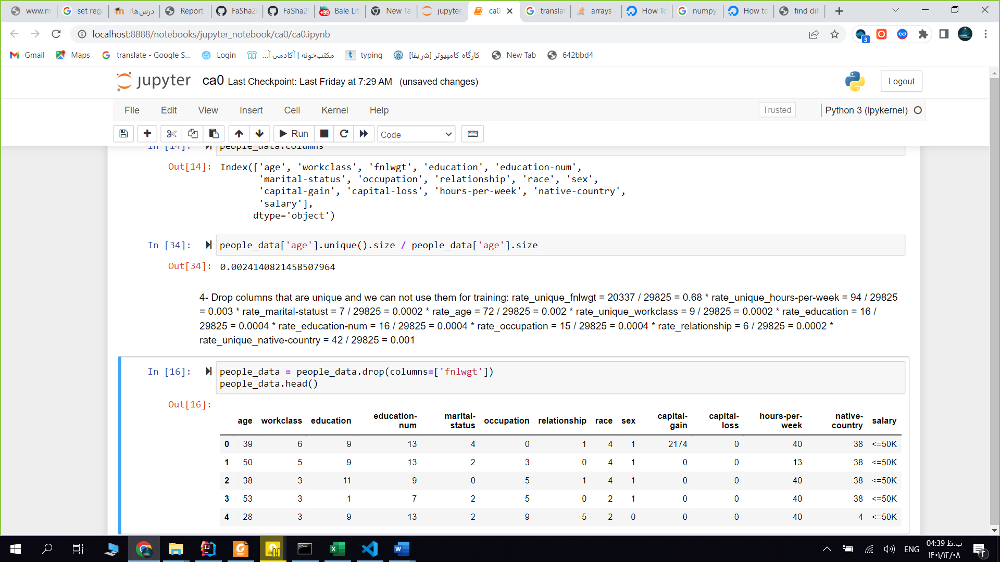 www.m
set rege
درس‌ها
Report
FaSha2
FaSha2
+99
Bale Lit
New Ta
jupyter
ca0
translat
arrays -
How To
numpy
How to
find dif
localhost:8888/notebooks/jupyter_notebook/ca0/ca0.ipynb
3
Gmail
Maps
translate - Google S...
Login
مکتب‌خونه | آکادمی آ...
typing
کارگاه کامپیوتر [شریفا]
New Tab
642bbd4
jupyter ca0 Last Checkpoint: Last Friday at 7:29 AM (unsaved changes)
Logout
File Edit View Insert Cell Kernel Help
Trusted
Python 3 (ipykernel)
Run
Code
In [14]: people_data.columns
Out[14]: Index(['age', 'workclass', 'fnlwgt', 'education', 'education-num',
'marital-status', 'occupation', 'relationship', 'race', 'sex',
'capital-gain', 'capital-loss', 'hours-per-week', 'native-country',
'salary'],
dtype='object')
In [34]: people_data['age'].unique().size / people_data['age'].size
Out[34]: 0.0024140821458507964
4- Drop columns that are unique and we can not use them for training: rate_unique_fnlwgt = 20337 / 29825 = 0.68 * rate_unique_hours-per-week = 94 / 29825
= 0.003 * rate_marital-statust = 7 / 29825 = 0.0002 * rate_age = 72 / 29825 = 0.002 * rate_unique_workclass = 9 / 29825 = 0.0002 * rate_education = 16 /
29825 = 0.0004 * rate_education-num = 16 / 29825 = 0.0004 * rate_occupation = 15 / 29825 = 0.0004 * rate_relationship = 6 / 29825 = 0.0002 *
rate_unique_native-country = 42 / 29825 = 0.001
In [16]: people_data = people_data.drop(columns=['fnlwgt'])
people_data.head()
Out[16]:
age workclass education education-num marital-status occupation relationship race sex capital-gain capital-loss hours-per-week native-country salary
0 39 6 9 13 4 0 1 4 1 2174 0 40 38 <=50K
1 50 5 9 13 2 3 0 4 1 0 0 13 38 <=50K
2 38 3 11 9 0 5 1 4 1 0 0 40 38 <=50K
3 53 3 1 7 2 5 0 2 1 0 0 40 38 <=50K
4 28 3 9 13 2 9 5 2 0 0 0 40 4 <=50K
ENG
04:39 ب.ظ
۱۴۰۱/۱۲/۰۸
۲